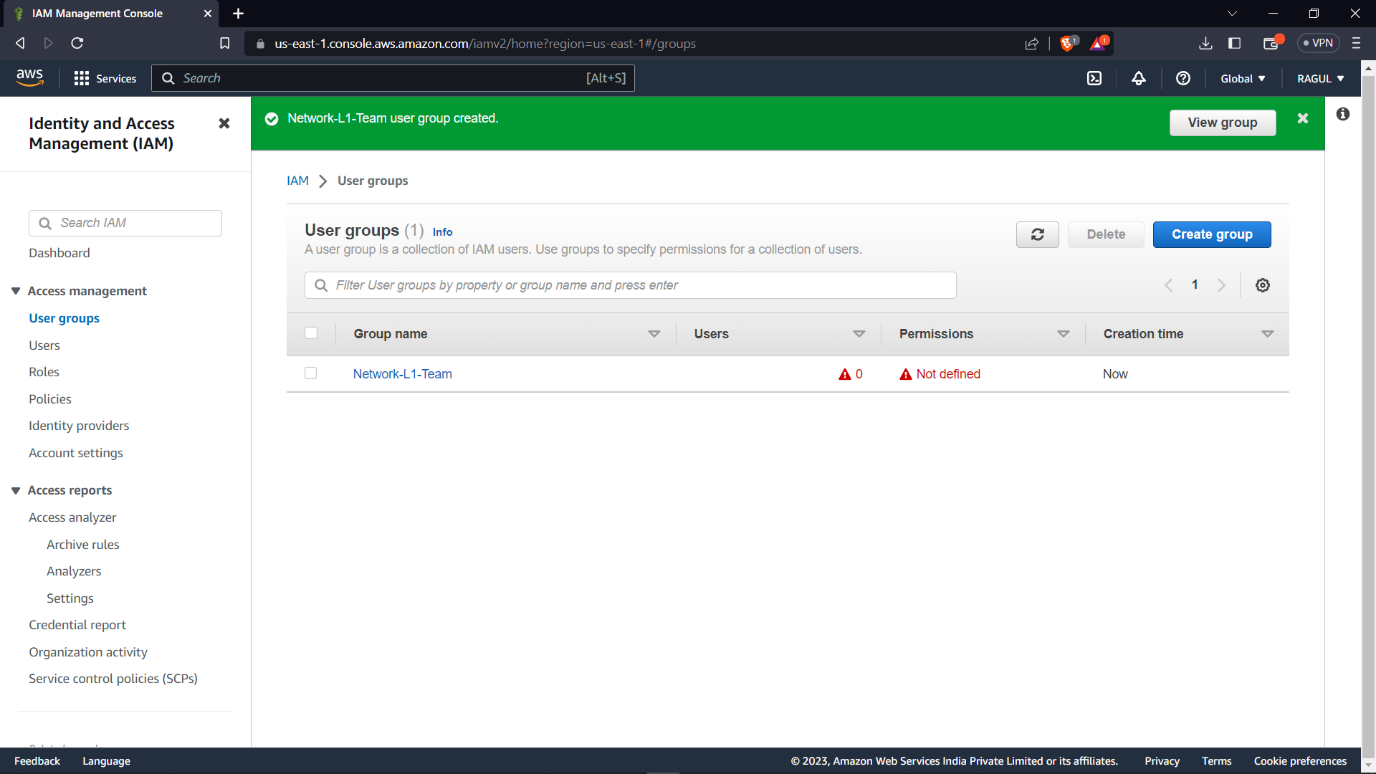 IAM Management Console
us-east-1.console.aws.amazon.com/iamv2/home?region=us-east-1#/groups
1
1
VPN
aws
Services
Search
[Alt+S]
Global
RAGUL
Identity and Access
Management (IAM)
Search IAM
Dashboard
Access management
User groups
Users
Roles
Policies
Identity providers
Account settings
Access reports
Access analyzer
Archive rules
Analyzers
Settings
Credential report
Organization activity
Service control policies (SCPs)
Network-L1-Team user group created.
View group
IAM
User groups
User groups (1) Info
A user group is a collection of IAM users. Use groups to specify permissions for a collection of users.
Delete
Create group
Filter User groups by property or group name and press enter
1
Group name
Users
Permissions
Creation time
Network-L1-Team
0
Not defined
Now
Feedback
Language
© 2023, Amazon Web Services India Private Limited or its affiliates.
Privacy
Terms
Cookie preferences